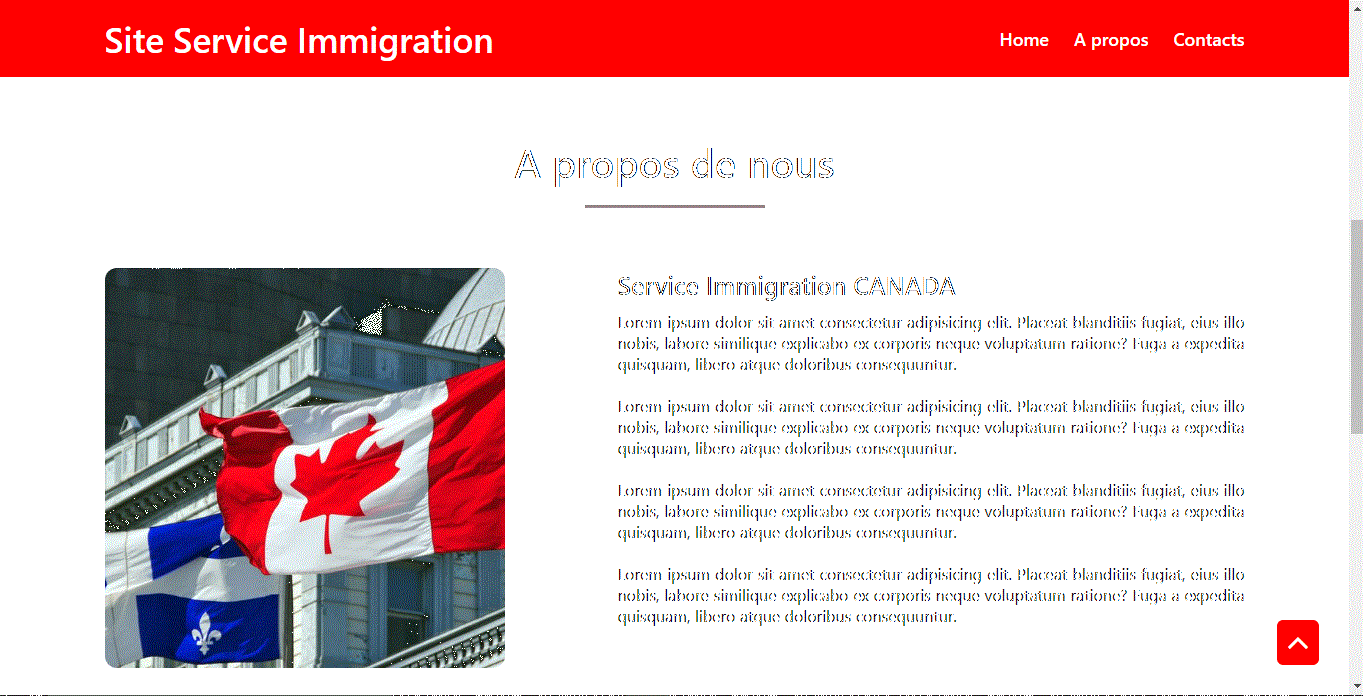 Site Service Immigration
Home A propos Contacts
A propos de nous
Service Immigration CANADA
Lorem ipsum dolor sit amet consectetur adipisicing elit. Placeat blanditiis fugiat, eius illo
nobis, labore similique explicabo ex corporis neque voluptatum ratione? Fuga a expedita
quisquam, libero atque doloribus consequuntur.
Lorem ipsum dolor sit amet consectetur adipisicing elit. Placeat blanditiis fugiat, eius illo
nobis, labore similique explicabo ex corporis neque voluptatum ratione? Fuga a expedita
quisquam, libero atque doloribus consequuntur.
Lorem ipsum dolor sit amet consectetur adipisicing elit. Placeat blanditiis fugiat, eius illo
nobis, labore similique explicabo ex corporis neque voluptatum ratione? Fuga a expedita
quisquam, libero atque doloribus consequuntur.
Lorem ipsum dolor sit amet consectetur adipisicing elit. Placeat blanditiis fugiat, eius illo
nobis, labore similique explicabo ex corporis neque voluptatum ratione? Fuga a expedita
quisquam, libero atque doloribus consequuntur.